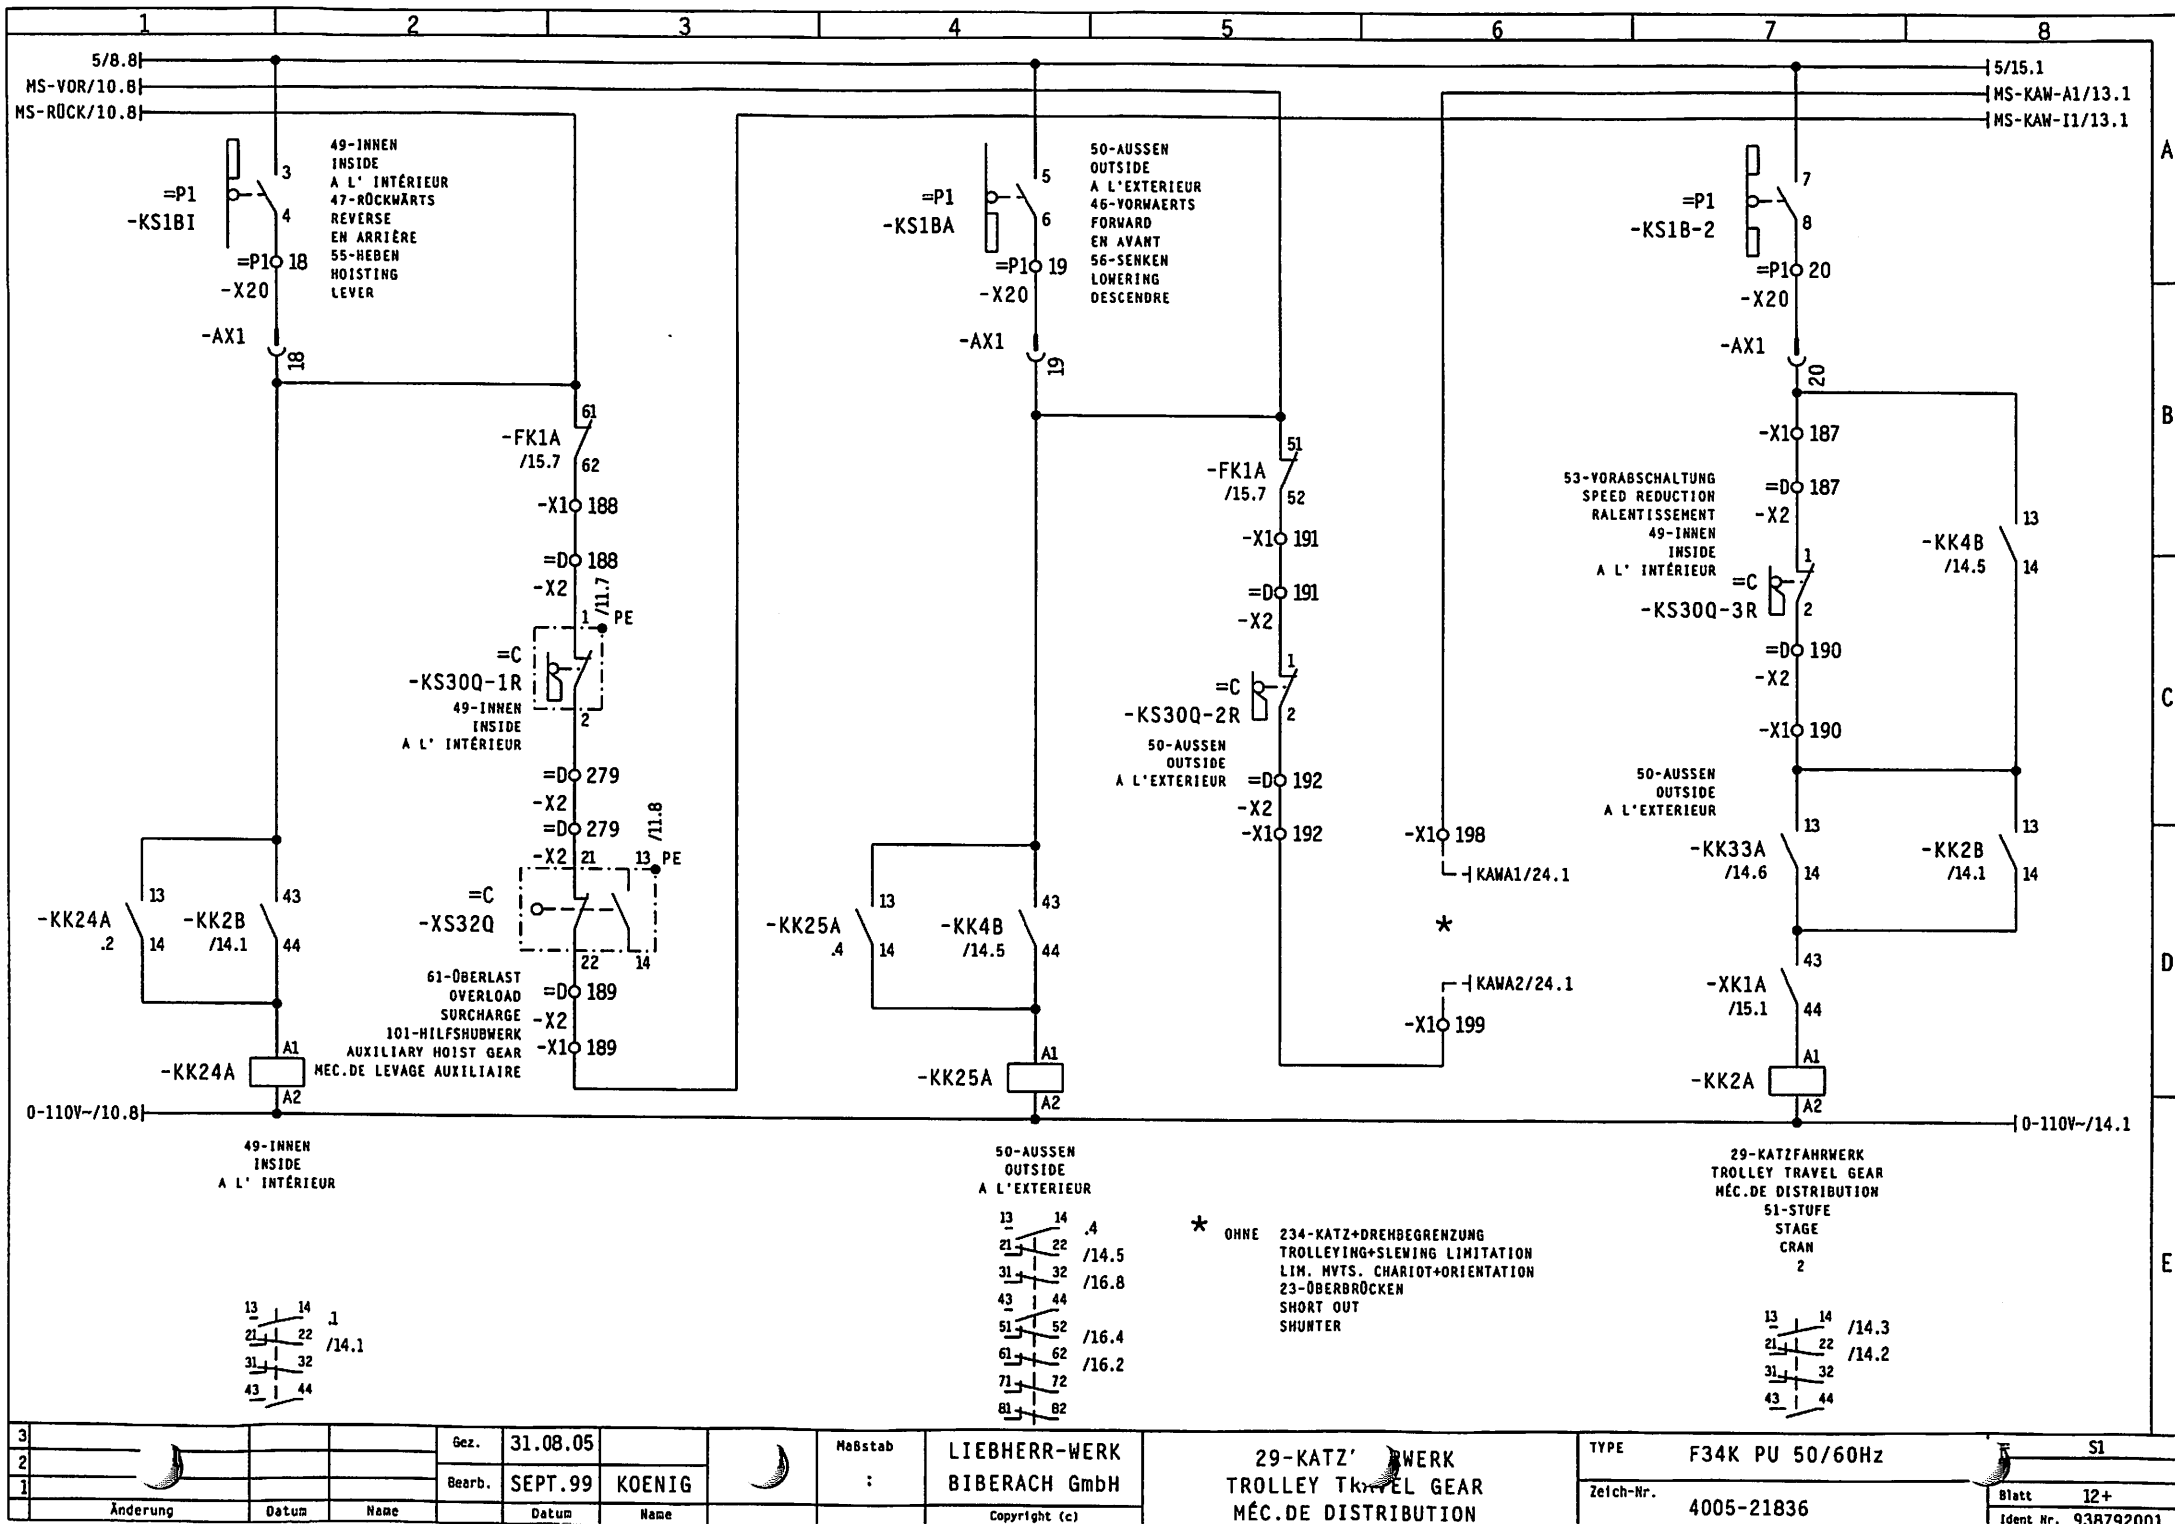 1 2 3 4 5 6 7 8
5/8.8
MS-VOR/10.8
MS-RÜCK/10.8
5/15.1
MS-KAW-A1/13.1
MS-KAW-I1/13.1
A
B
C
D
E
=P1
-KS1BI
3
4
=P1 18
-X20
-AX1
18
49-INNEN
INSIDE
A L' INTÉRIEUR
47-RÜCKWÄRTS
REVERSE
EN ARRIÈRE
55-HEBEN
HOISTING
LEVER
-KK24A
.2
13
14
-KK2B
/14.1
43
44
-KK24A
A1
A2
0-110V~/10.8
49-INNEN
INSIDE
A L' INTÉRIEUR
13 14 .1
21 22 /14.1
31 32
43 44
-FK1A
/15.7
61
62
-X1 188
=D 188
-X2
/11.7
1 PE
=C
-KS30Q-1R
2
49-INNEN
INSIDE
A L' INTÉRIEUR
=D 279
-X2
=D 279
-X2
/11.8
21 13 PE
=C
-XS32Q
22 14
61-ÜBERLAST
OVERLOAD
SURCHARGE
101-HILFSHUBWERK
AUXILIARY HOIST GEAR
MEC.DE LEVAGE AUXILIAIRE
=D 189
-X2
-X1 189
=P1
-KS1BA
5
6
=P1 19
-X20
-AX1
19
50-AUSSEN
OUTSIDE
A L'EXTERIEUR
46-VORWAERTS
FORWARD
EN AVANT
56-SENKEN
LOWERING
DESCENDRE
-KK25A
.4
13
14
-KK4B
/14.5
43
44
-KK25A
A1
A2
50-AUSSEN
OUTSIDE
A L'EXTERIEUR
13 14 .4
21 22 /14.5
31 32 /16.8
43 44
51 52 /16.4
61 62 /16.2
71 72
81 82
-FK1A
/15.7
51
52
-X1 191
=D 191
-X2
=C
-KS30Q-2R
1
2
50-AUSSEN
OUTSIDE
A L'EXTERIEUR
=D 192
-X2
-X1 192
-X1 198
KAWA1/24.1
*
KAWA2/24.1
-X1 199
* OHNE 234-KATZ+DREHBEGRENZUNG
TROLLEYING+SLEWING LIMITATION
LIM. MVTS. CHARIOT+ORIENTATION
23-ÜBERBRÜCKEN
SHORT OUT
SHUNTER
=P1
-KS1B-2
7
8
=P1 20
-X20
-AX1
20
-X1 187
=D 187
-X2
53-VORABSCHALTUNG
SPEED REDUCTION
RALENTISSEMENT
49-INNEN
INSIDE
A L' INTÉRIEUR
=C
-KS30Q-3R
1
2
=D 190
-X2
-X1 190
-KK4B
/14.5
13
14
50-AUSSEN
OUTSIDE
A L'EXTERIEUR
-KK33A
/14.6
13
14
-KK2B
/14.1
13
14
-XK1A
/15.1
43
44
-KK2A
A1
A2
0-110V~/14.1
29-KATZFAHRWERK
TROLLEY TRAVEL GEAR
MÉC.DE DISTRIBUTION
51-STUFE
STAGE
CRAN
2
13 14 /14.3
21 22 /14.2
31 32
43 44
3
2
1
Änderung Datum Name
Gez. 31.08.05
Bearb. SEPT.99 KOENIG
Datum Name
Maßstab
:
LIEBHERR-WERK
BIBERACH GmbH
Copyright (c)
TROLLEY GEAR
MÉC.DE DISTRIBUTION
TYPE F34K PU 50/60Hz
Zeich-Nr. 4005-21836
S1
Blatt 12+
Ident Nr. 938792001